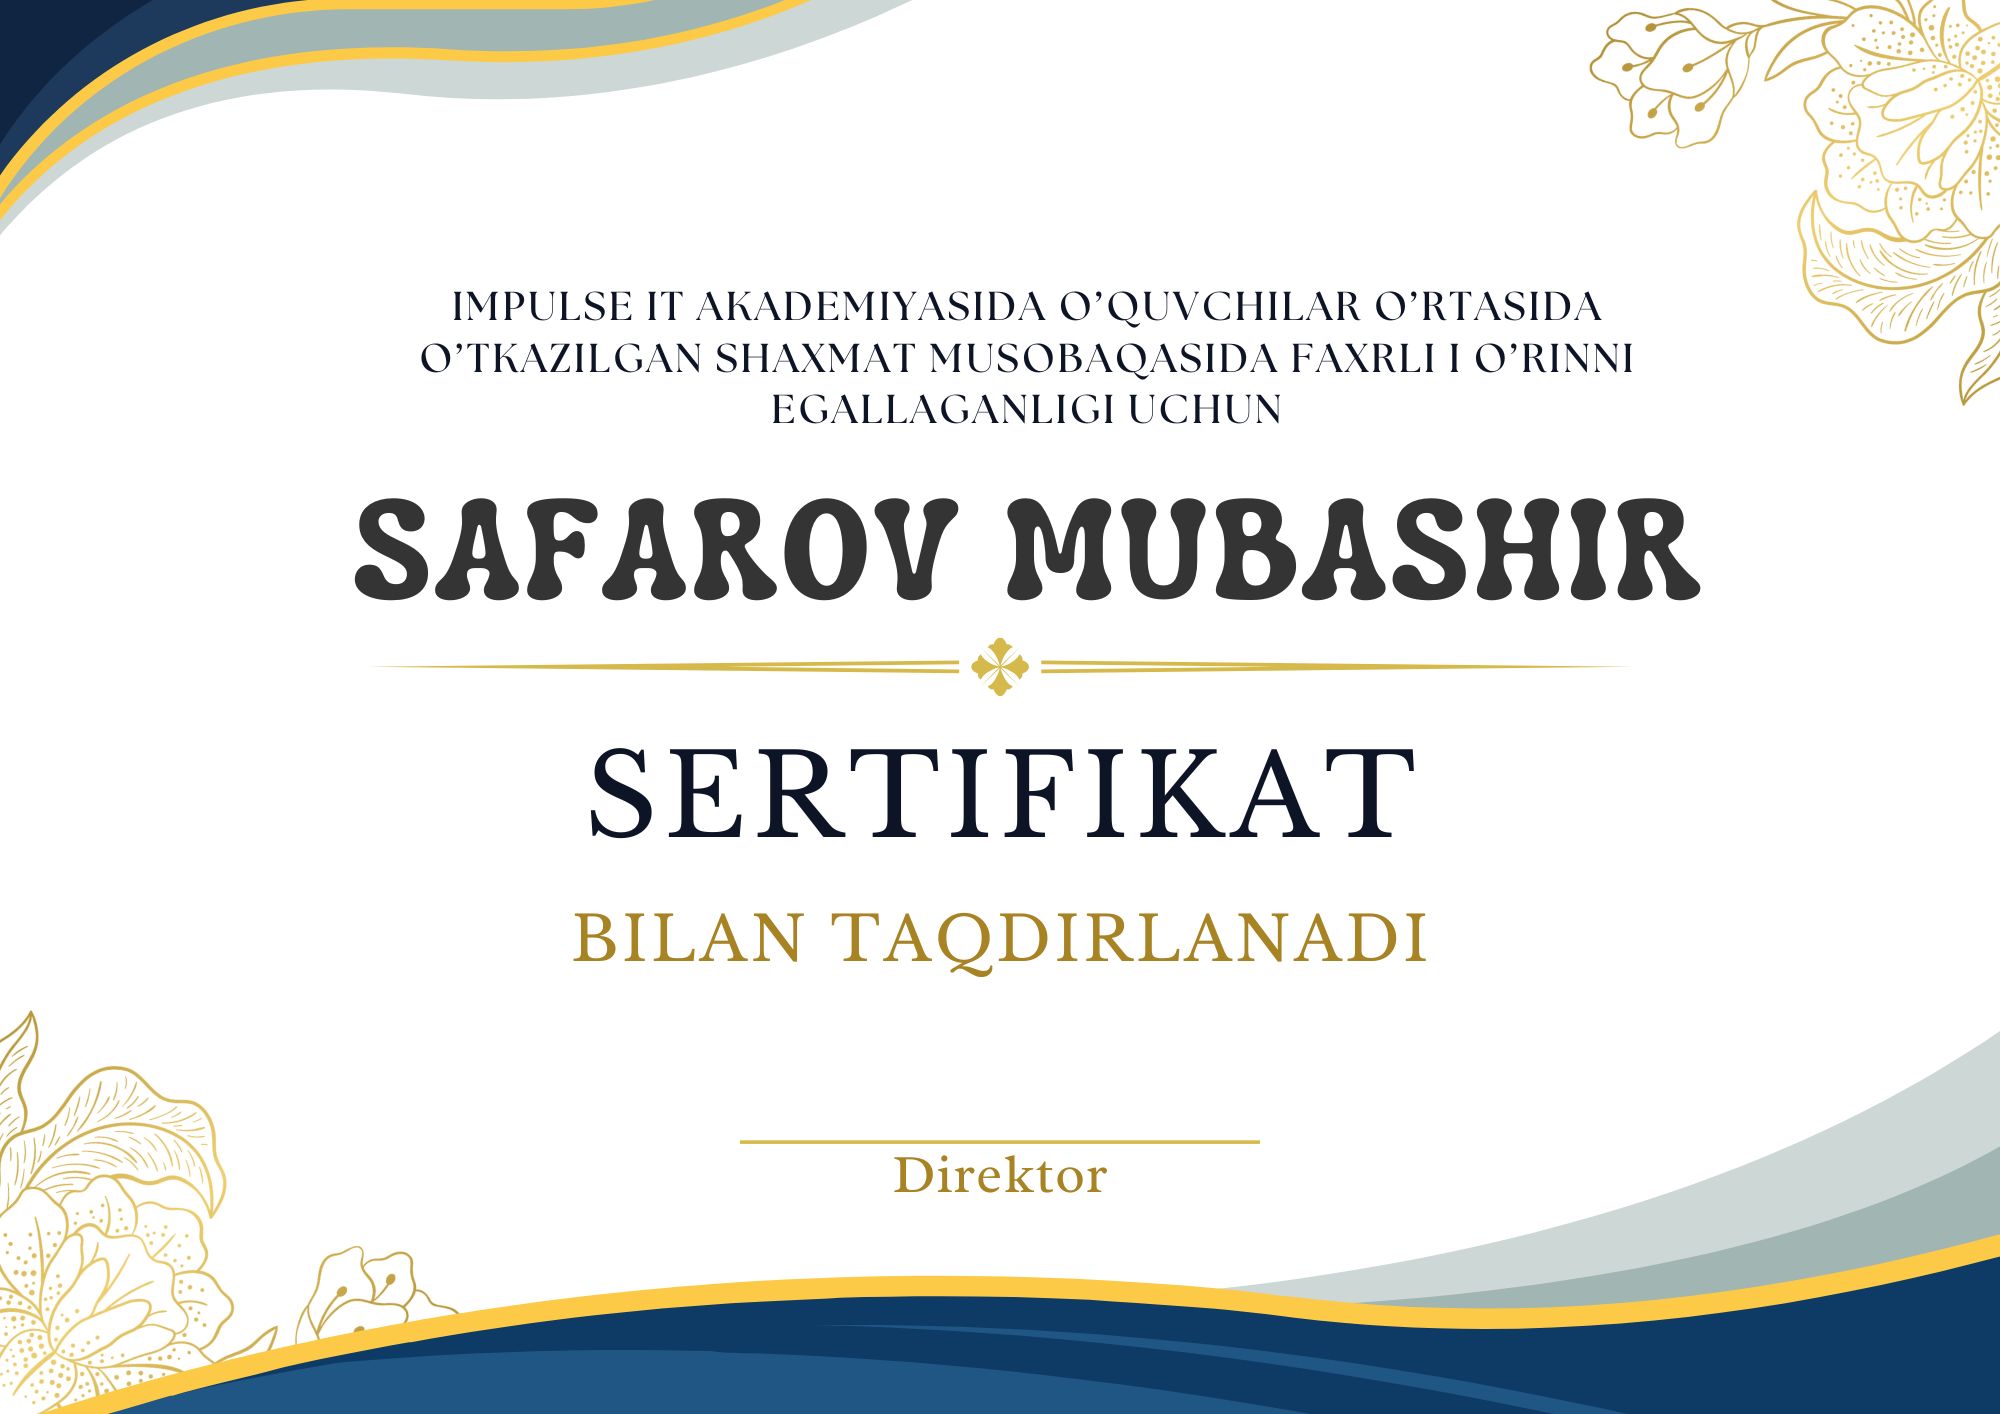 IMPULSE IT AKADEMIYASIDA O’QUVCHILAR O’RTASIDA
O’TKAZILGAN SHAXMAT MUSOBAQASIDA FAXRLI I O’RINNI
EGALLAGANLIGI UCHUN
SAFAROV MUBASHIR
SERTIFIKAT
BILAN TAQDIRLANADI
Direktor